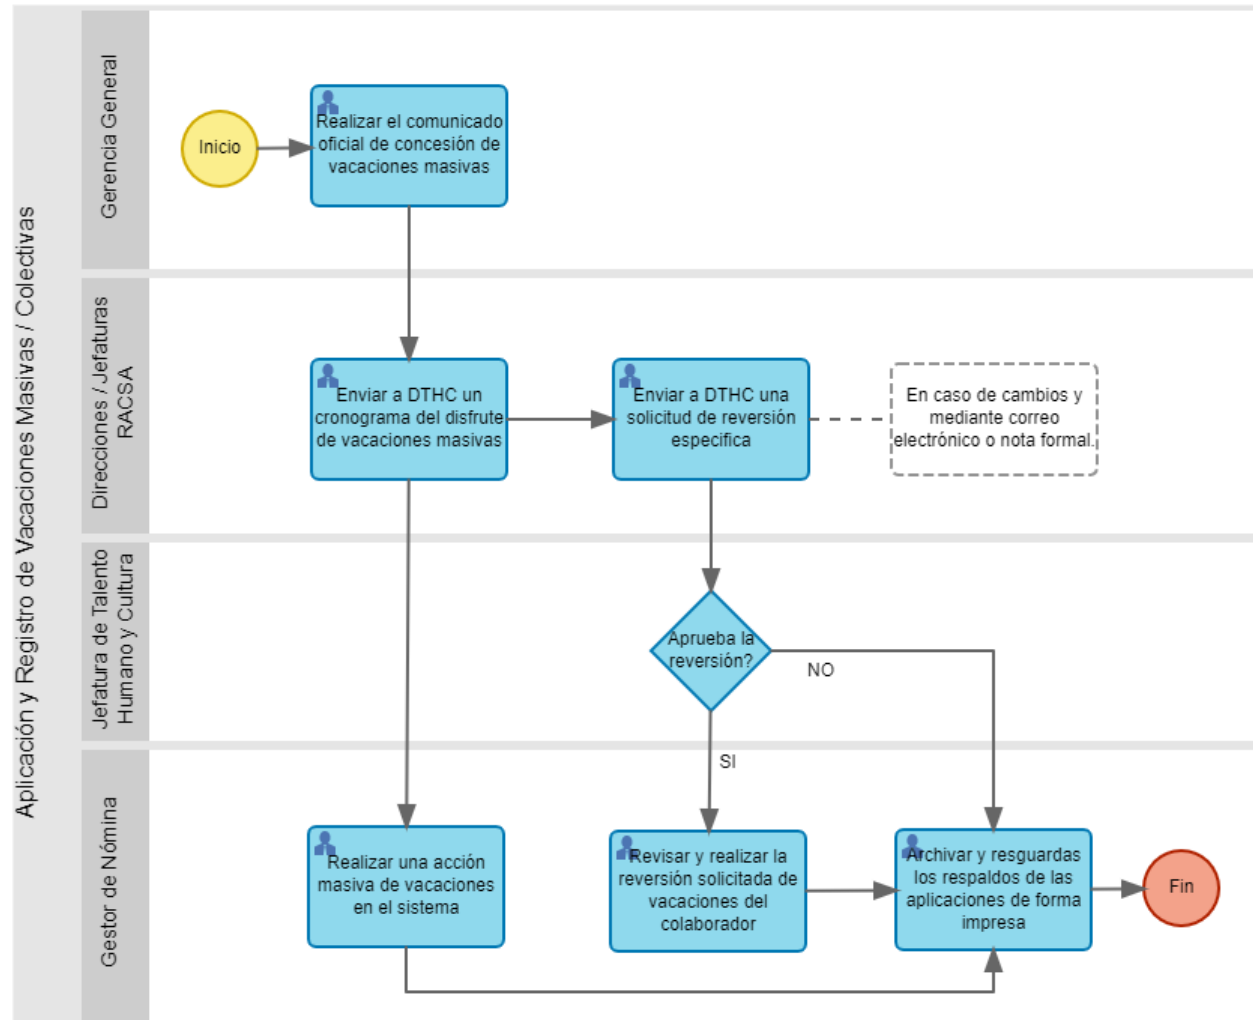 Aplicación y Registro de Vacaciones Masivas / Colectivas
Gerencia General
Inicio
Realizar el comunicado
oficial de concesión de
vacaciones masivas
Direcciones / Jefaturas
RACSA
Enviar a DTHC un
cronograma del disfrute
de vacaciones masivas
Enviar a DTHC una
solicitud de reversión
especifica
En caso de cambios y
mediante correo
electrónico o nota formal.
Jefatura de Talento
Humano y Cultura
Aprueba la
reversión?
NO
SI
Gestor de Nómina
Realizar una acción
masiva de vacaciones
en el sistema
Revisar y realizar la
reversión solicitada de
vacaciones del
colaborador
Archivar y resguardas
los respaldos de las
aplicaciones de forma
impresa
Fin